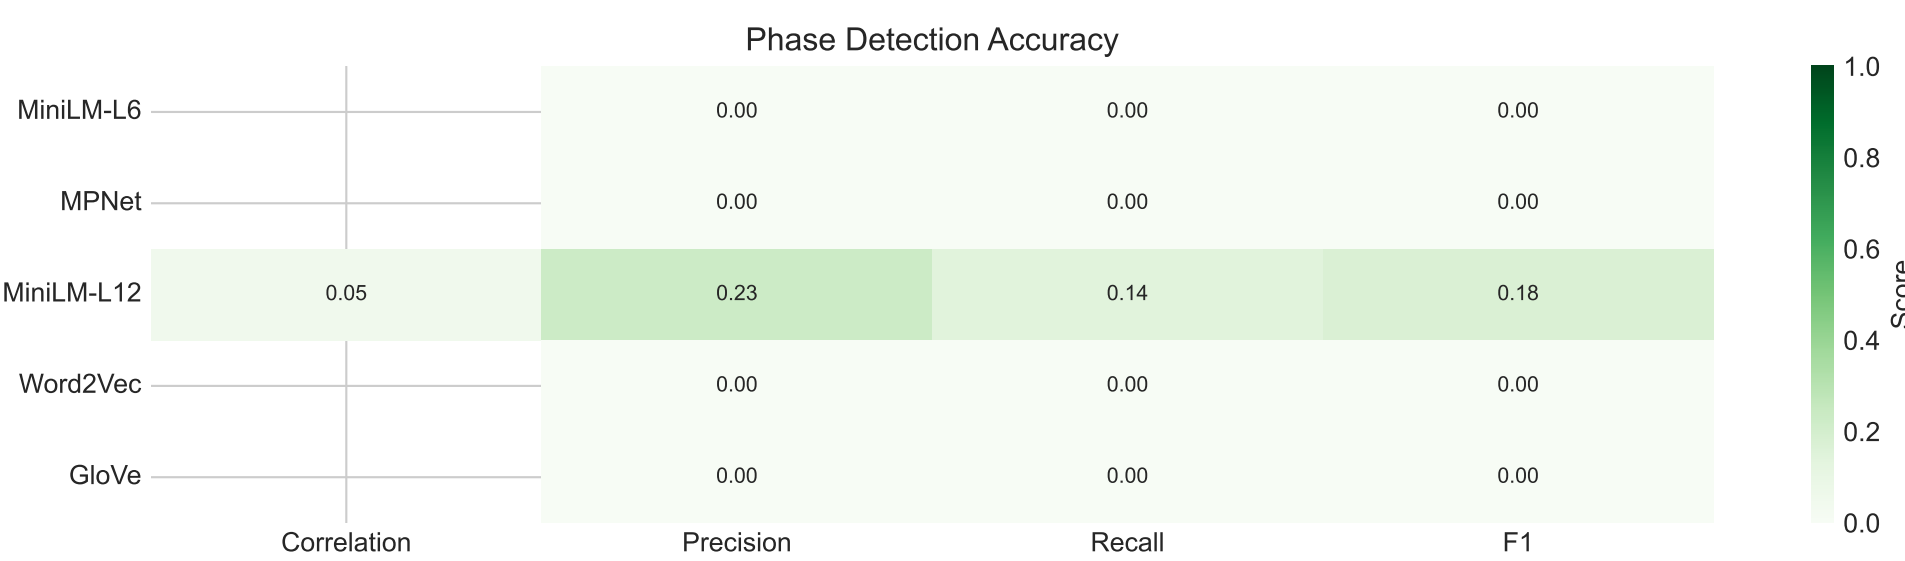 Phase Detection Accuracy
MiniLM-L6 0.00 0.00 0.00
MPNet 0.00 0.00 0.00
MiniLM-L12 0.05 0.23 0.14 0.18
Word2Vec 0.00 0.00 0.00
GloVe 0.00 0.00 0.00
Correlation Precision Recall F1
1.0
0.8
0.6
0.4
0.2
0.0
Score